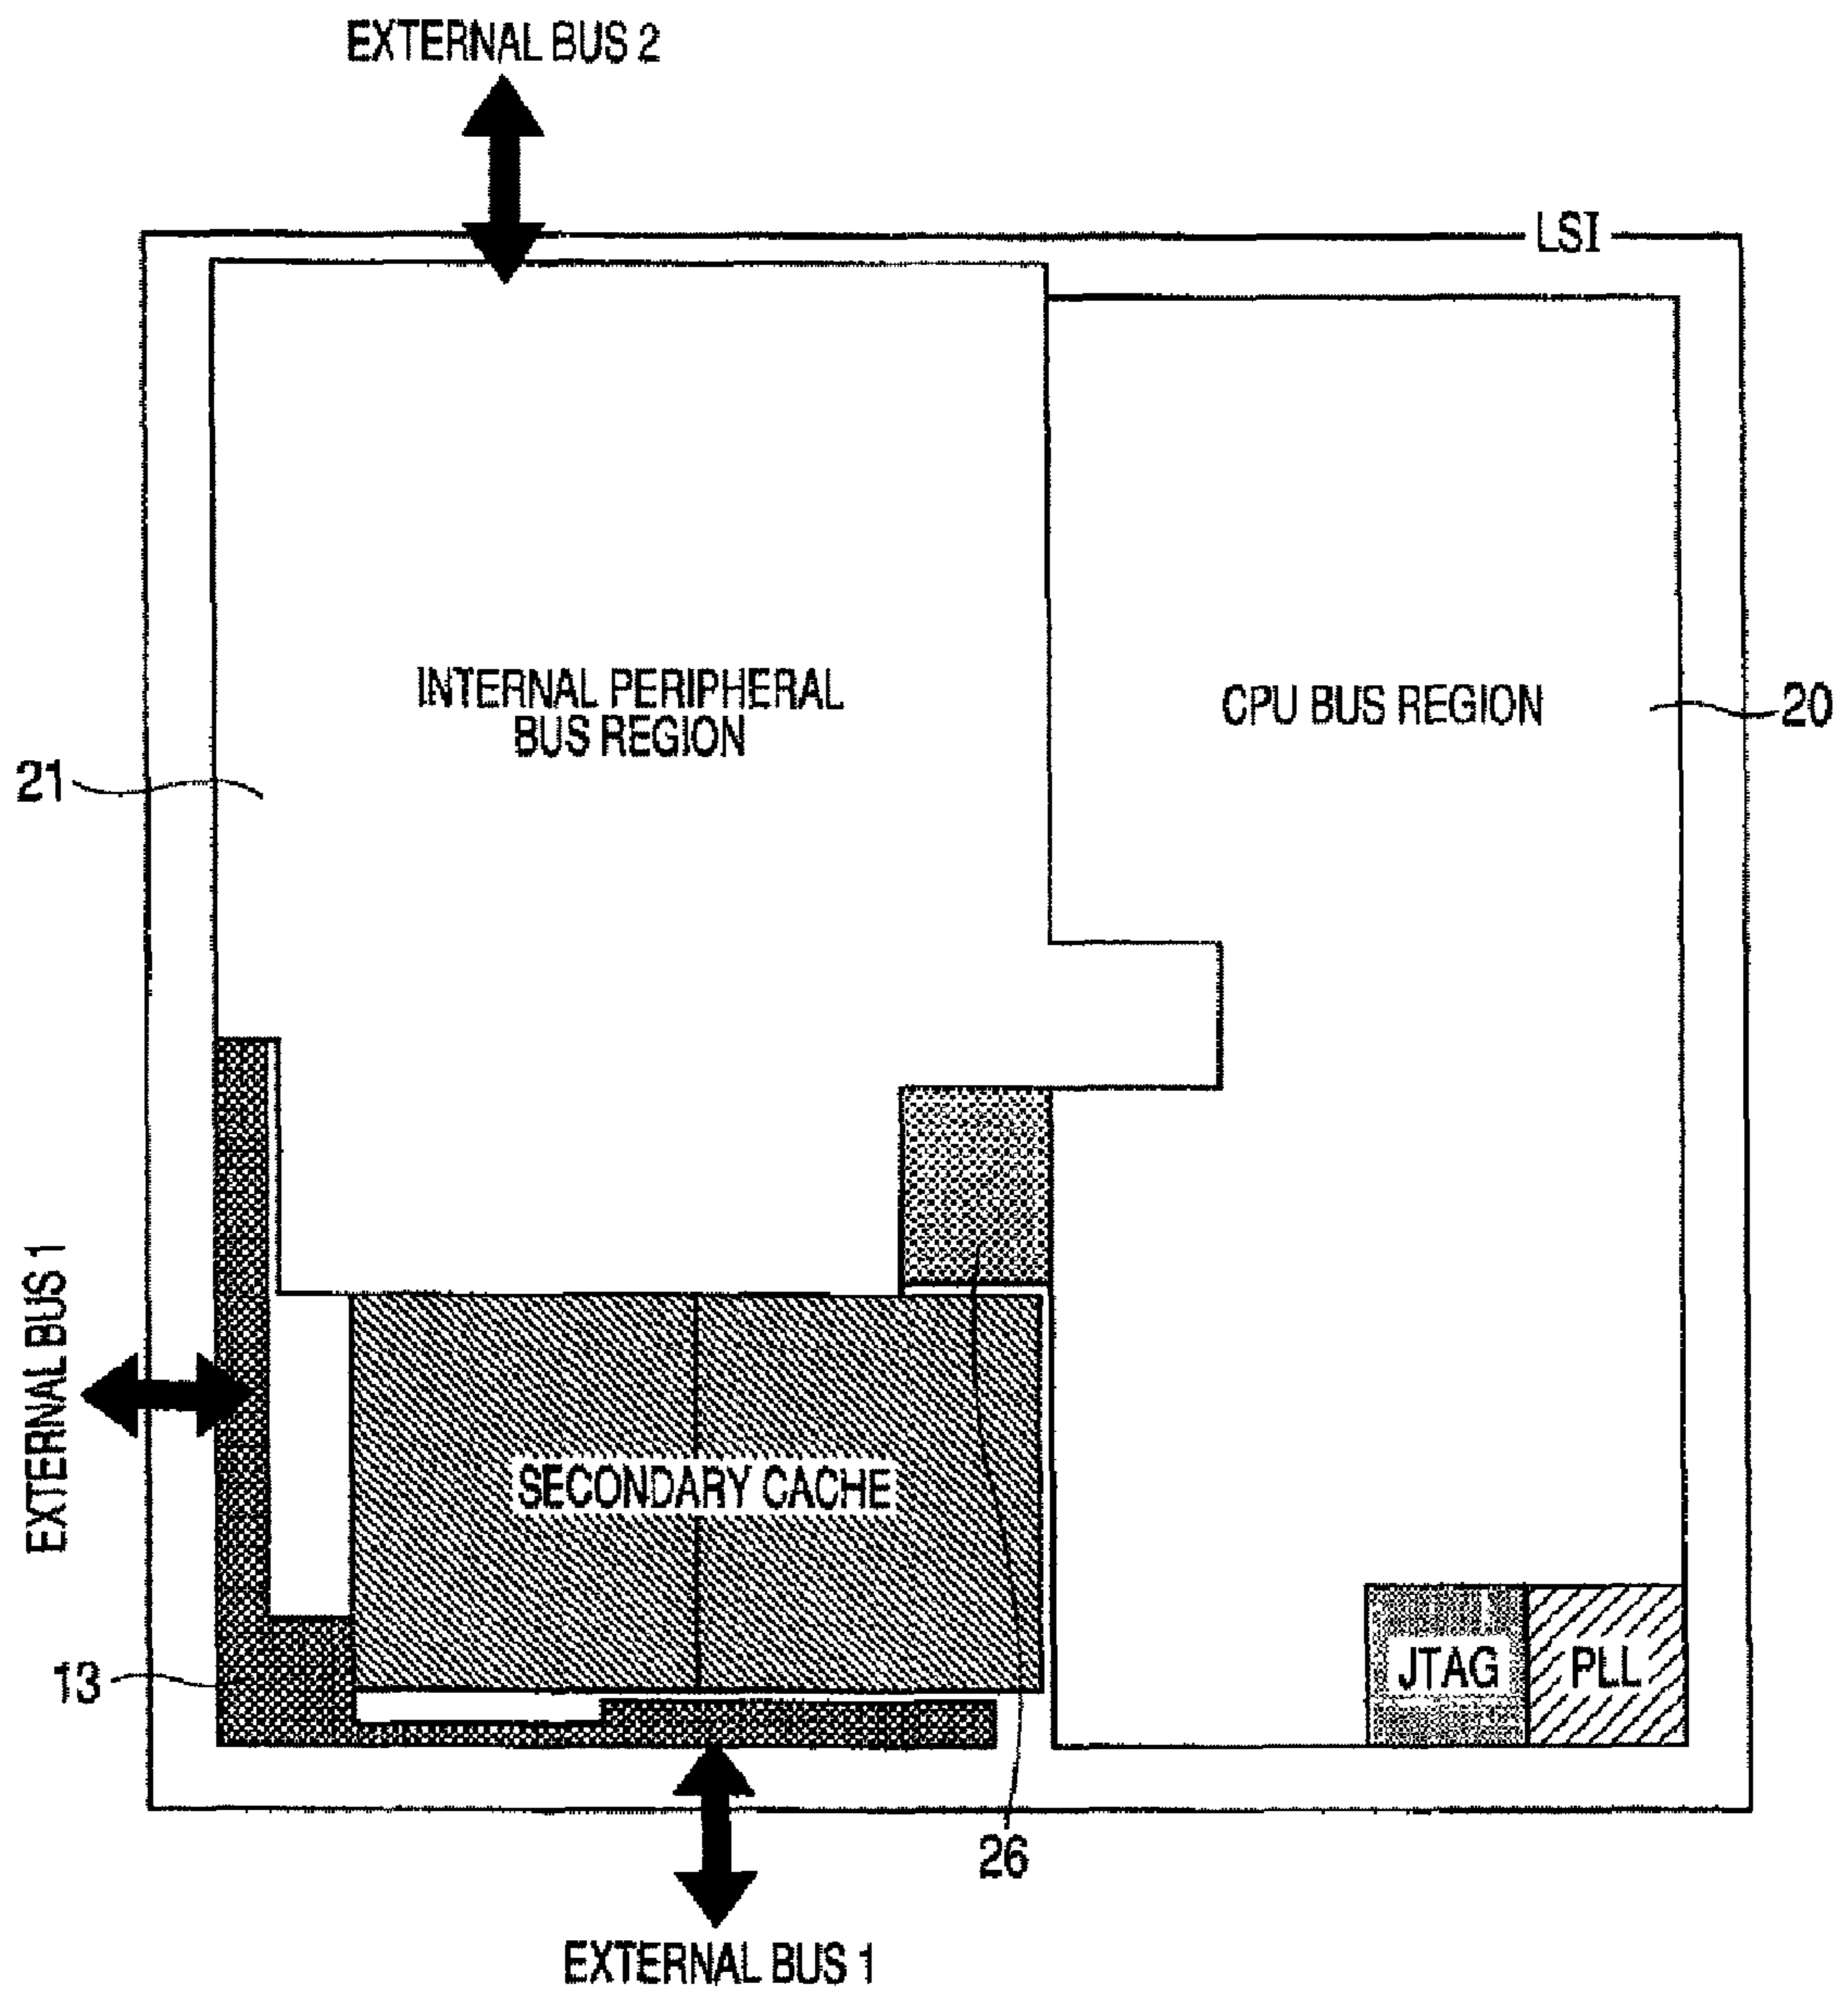 EXTERNAL BUS 2
LSI
INTERNAL PERIPHERAL
BUS REGION
CPU BUS REGION
20
21
EXTERNAL BUS 1
SECONDARY CACHE
13
JTAG
PLL
26
EXTERNAL BUS 1